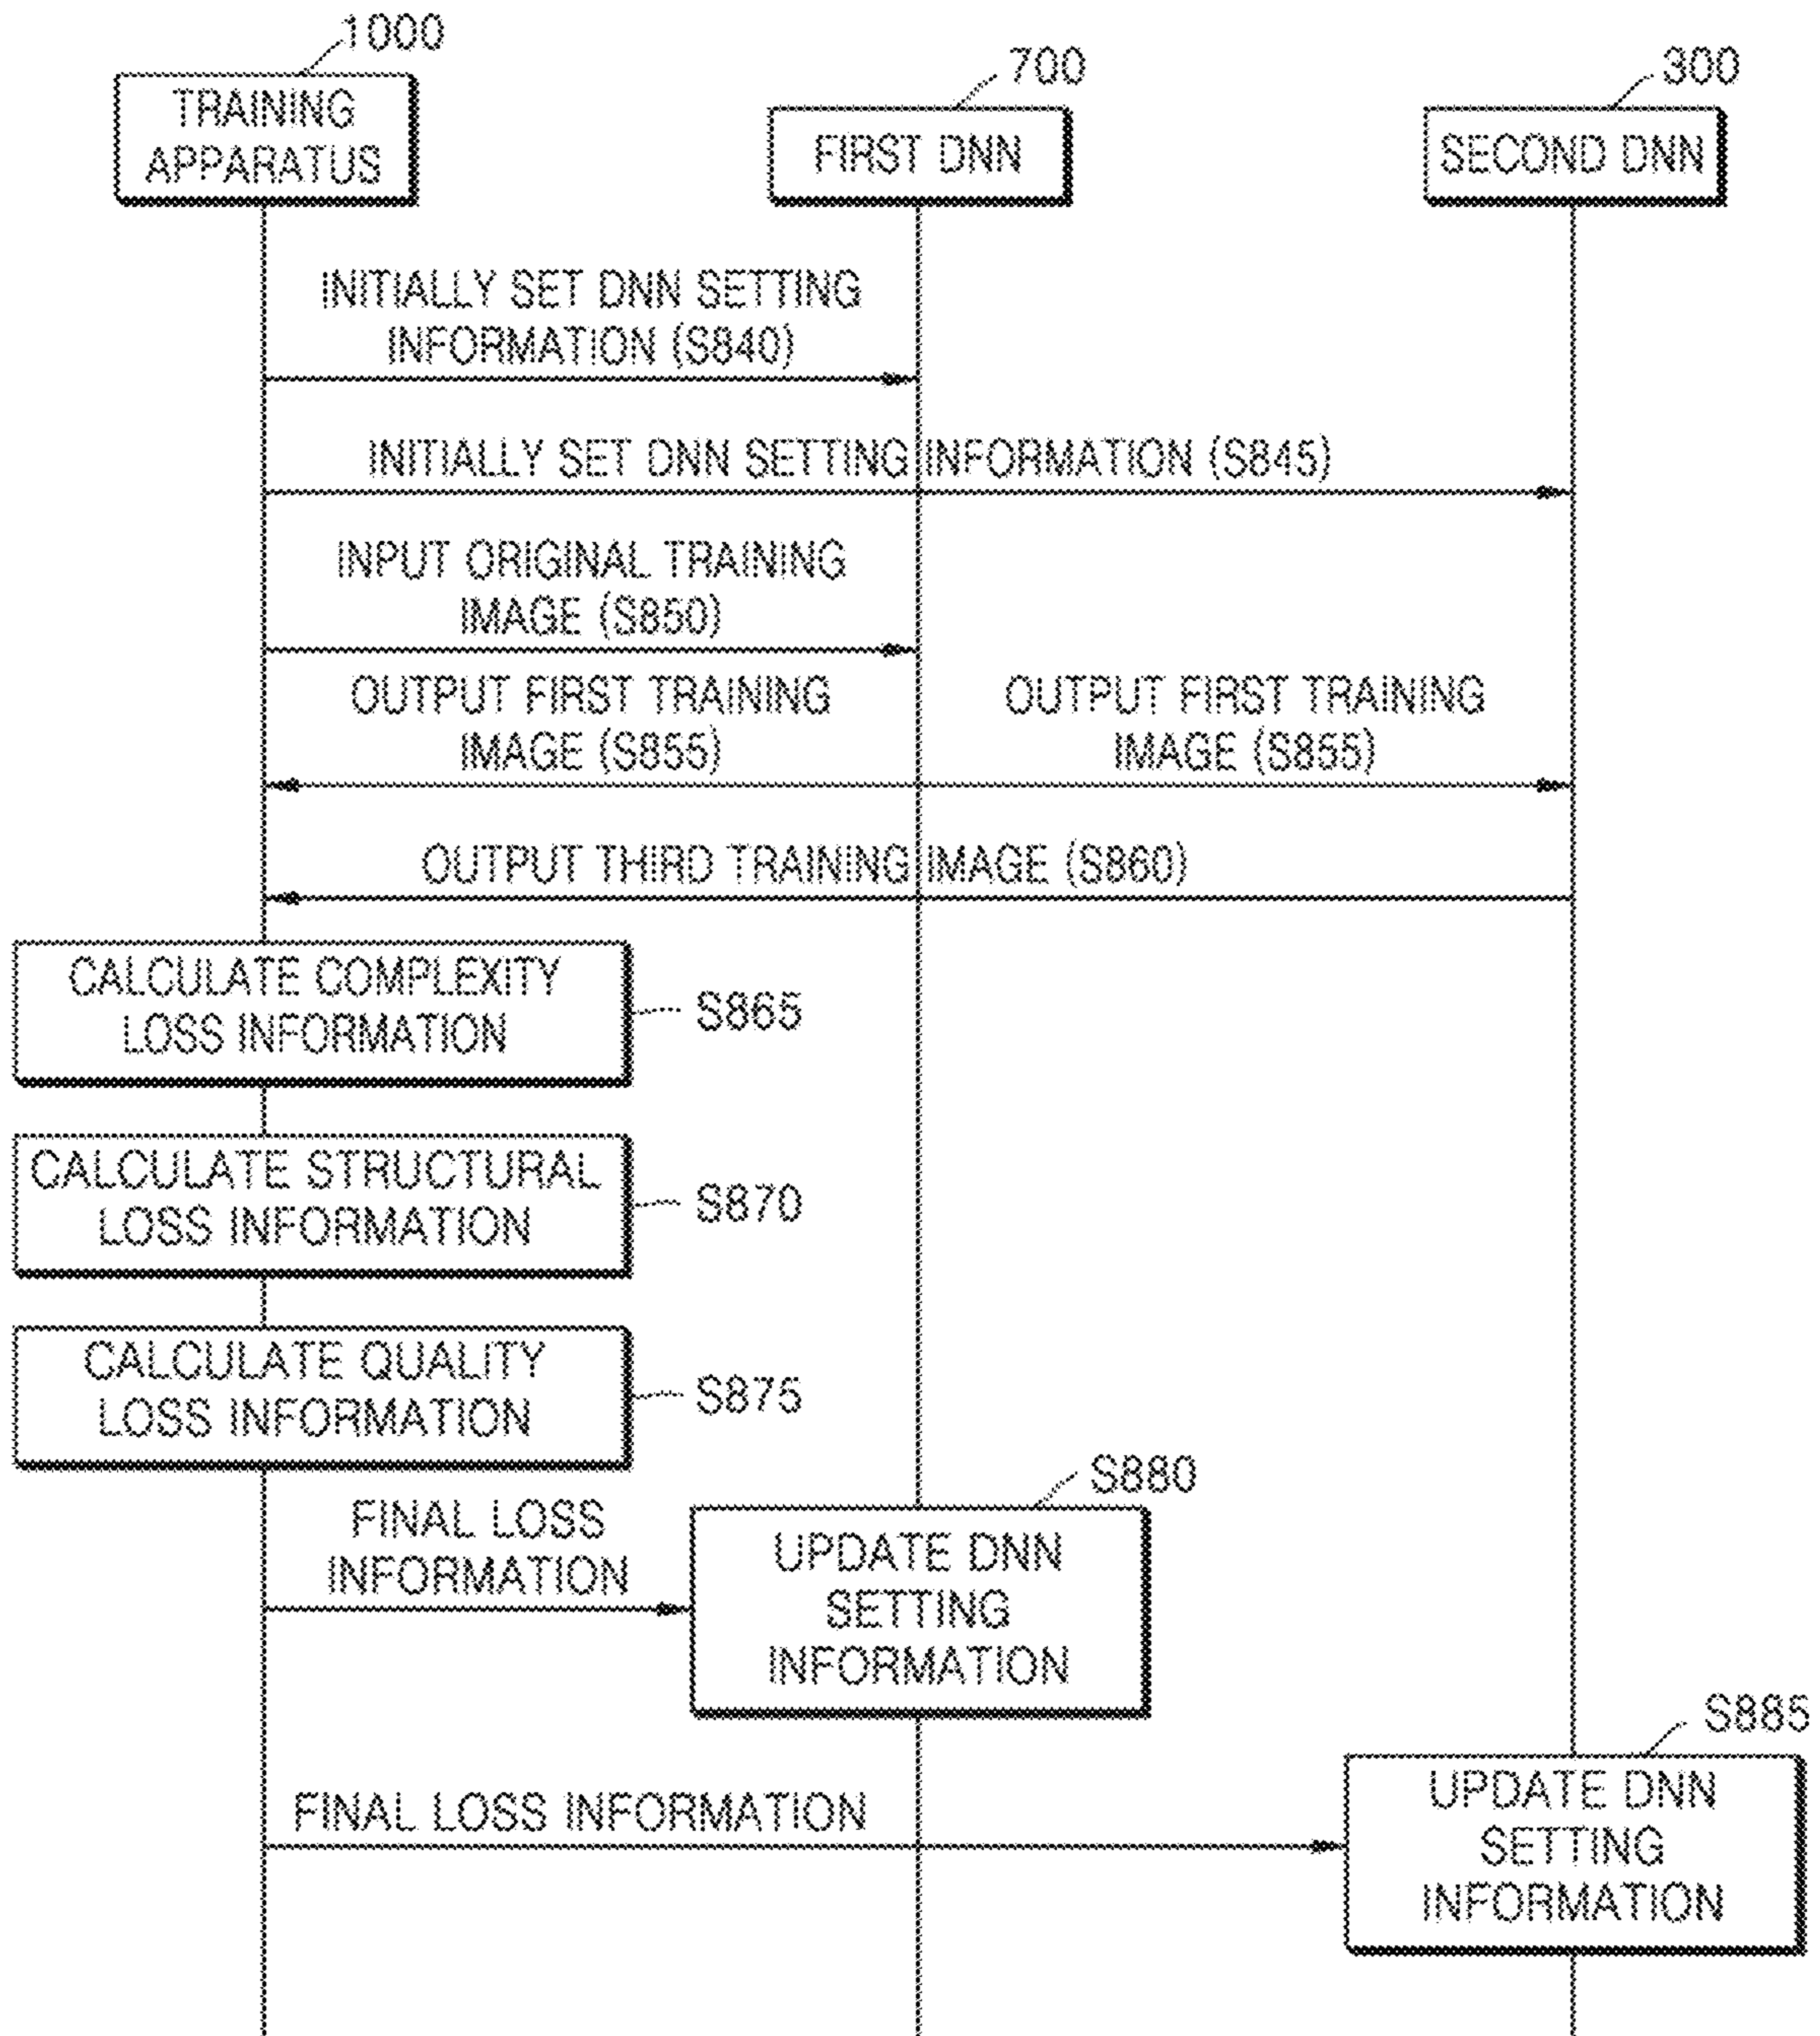 1000
TRAINING
APPARATUS
700
FIRST DNN
300
SECOND DNN
INITIALLY SET DNN SETTING
INFORMATION (S840)
INITIALLY SET DNN SETTING INFORMATION (S845)
INPUT ORIGINAL TRAINING
IMAGE (S850)
OUTPUT FIRST TRAINING
IMAGE (S855)
OUTPUT FIRST TRAINING
IMAGE (S855)
OUTPUT THIRD TRAINING IMAGE (S860)
CALCULATE COMPLEXITY
LOSS INFORMATION
S865
CALCULATE STRUCTURAL
LOSS INFORMATION
S870
CALCULATE QUALITY
LOSS INFORMATION
S875
FINAL LOSS
INFORMATION
S880
UPDATE DNN
SETTING
INFORMATION
FINAL LOSS INFORMATION
S885
UPDATE DNN
SETTING
INFORMATION